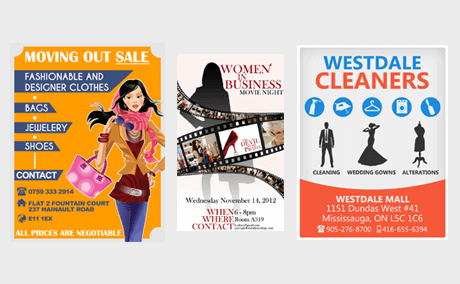 MOVING OUT SALE
FASHIONABLE AND
DESIGNER CLOTHES
BAGS
JEWELERY
SHOES
CONTACT
0759 333 2914
FLAT 2 FOUNTAIN COURT
237 HAINAULT ROAD
E11 1EX
ALL PRICES ARE NEGOTIABLE
WOMEN IN
BUSINESS
MOVIE NIGHT
Wednesday November 14, 2012
WHEN 6 - 8pm
WHERE Room A319
CONTACT
WESTDALE
CLEANERS
CLEANING
WEDDING GOWNS
ALTERATIONS
WESTDALE MALL
1151 Dundas West #41
Mississauga, ON L5C 1C6
905-276-8700
416-655-6394